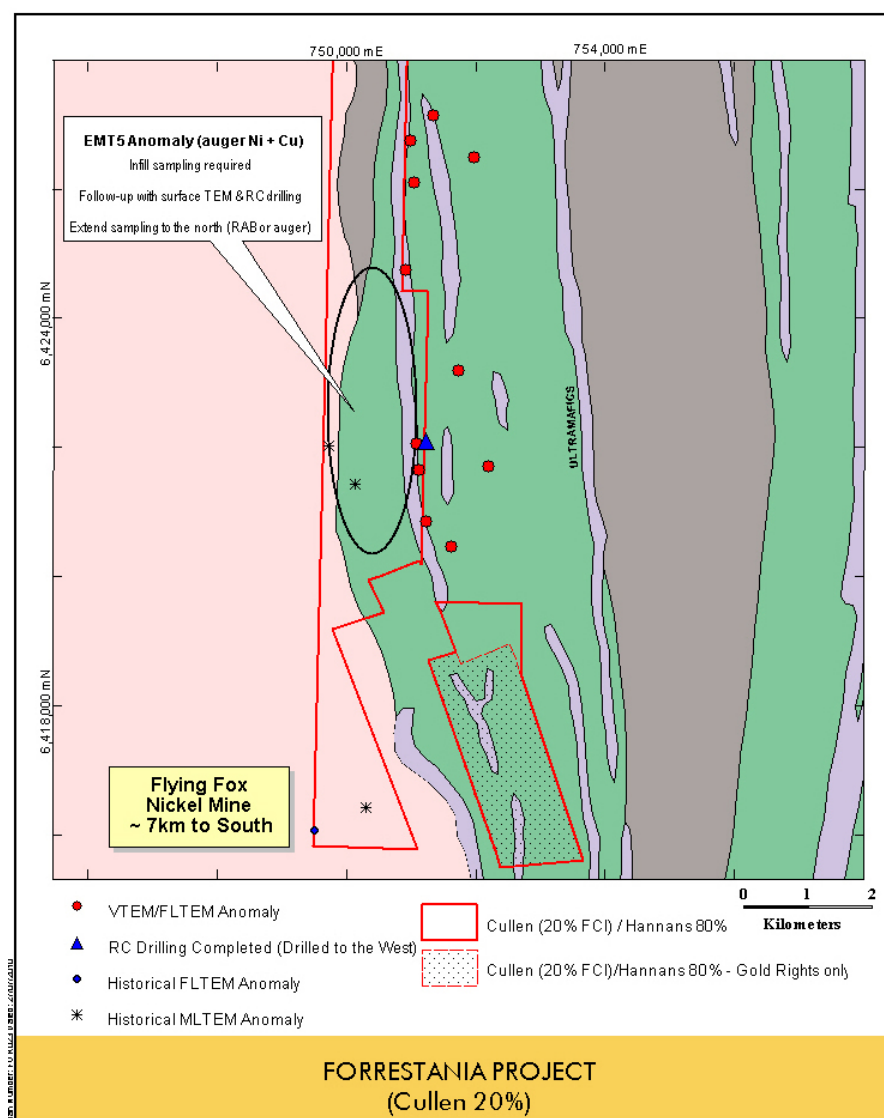 750,000 mE
754,000 mE
EMT5 Anomaly (auger Ni + Cu)
Infill sampling required
Follow-up with surface TEM & RC drilling
Extend sampling to the north (RAB or auger)
6,424,000 mN
ULTRAMAFICS
6,418,000 mN
Flying Fox
Nickel Mine
~ 7km to South
0 1 2
Kilometers
VTEM/FLTEM Anomaly
RC Drilling Completed (Drilled to the West)
Historical FLTEM Anomaly
Historical MLTEM Anomaly
Cullen (20% FCI) / Hannans 80%
Cullen (20% FCI)/Hannans 80% - Gold Rights only
FORRESTANIA PROJECT
(Cullen 20%)